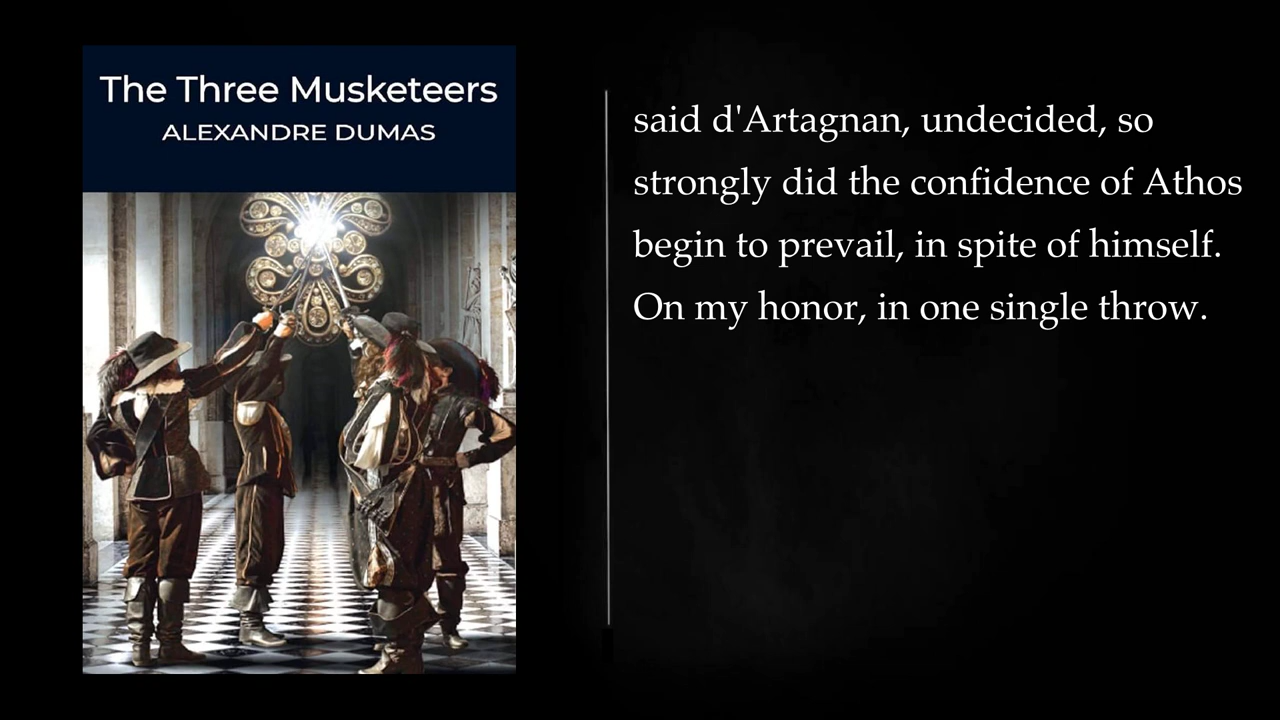 The Three Musketeers
ALEXANDRE DUMAS
said d'Artagnan, undecided, so
strongly did the confidence of Athos
begin to prevail, in spite of himself.
On my honor, in one single throw.